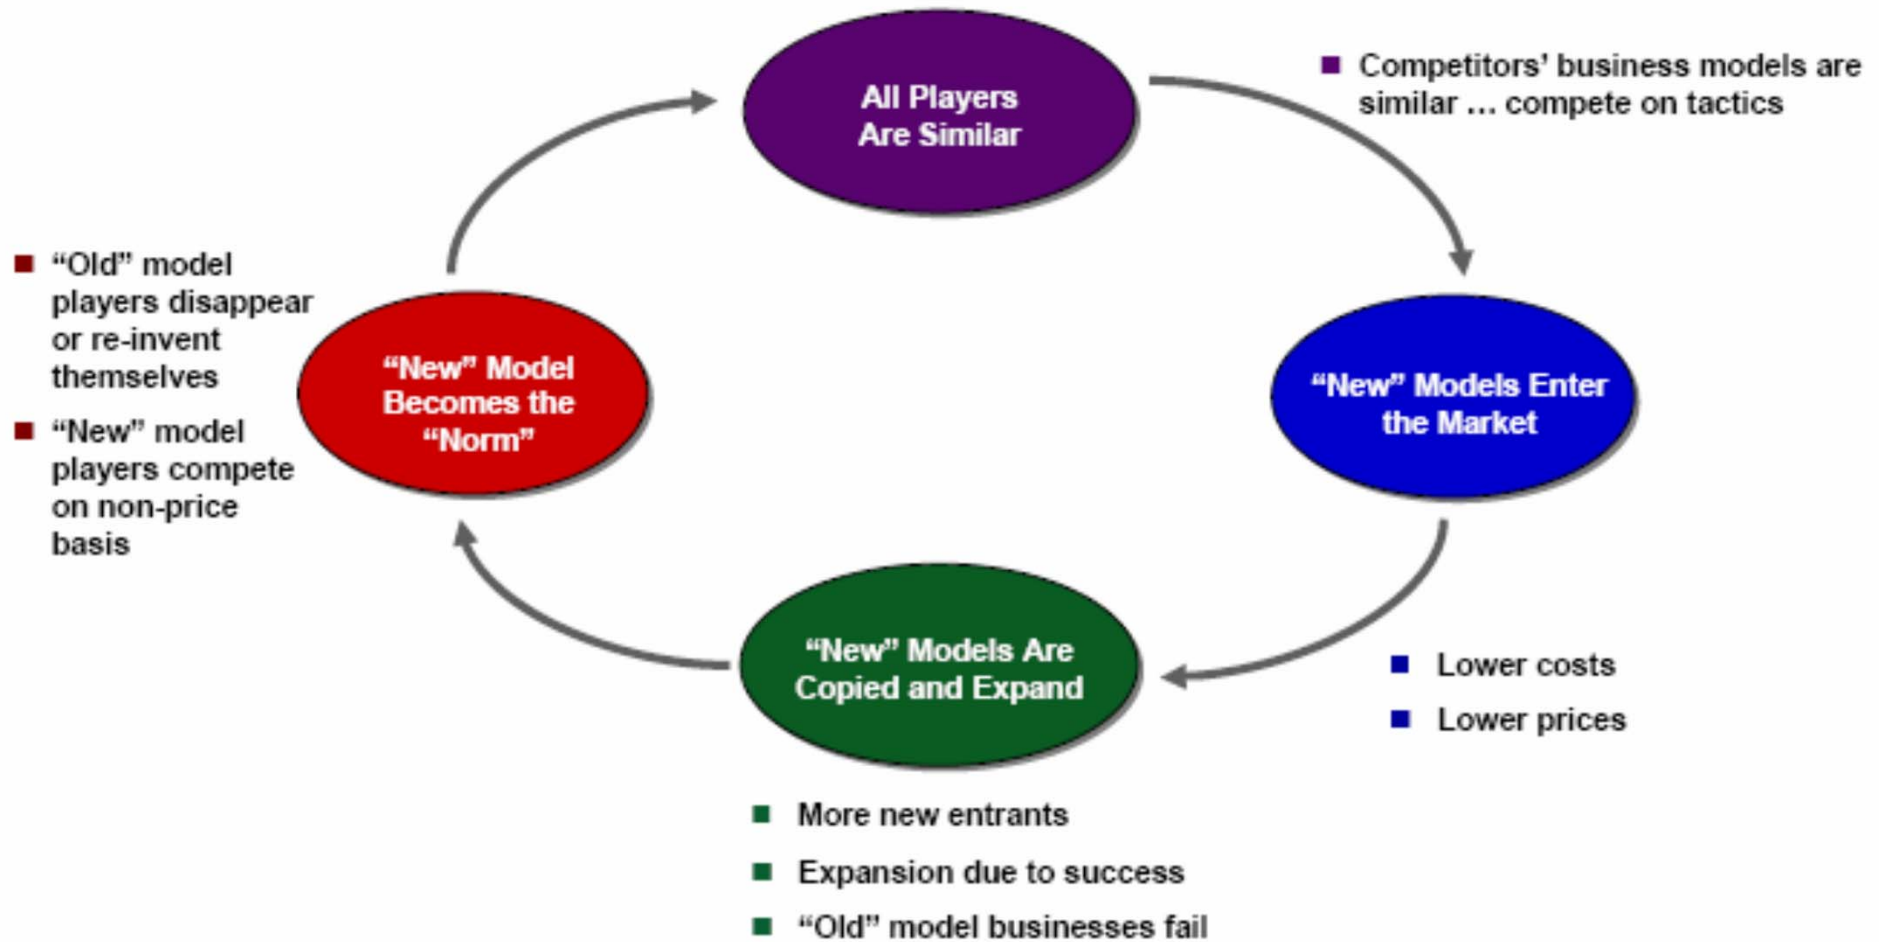 All Players
Are Similar
■ Competitors’ business models are
similar … compete on tactics
“New” Models Enter
the Market
■ Lower costs
■ Lower prices
“New” Models Are
Copied and Expand
■ More new entrants
■ Expansion due to success
■ “Old” model businesses fail
“New” Model
Becomes the
“Norm”
■ “Old” model
players disappear
or re-invent
themselves
■ “New” model
players compete
on non-price
basis